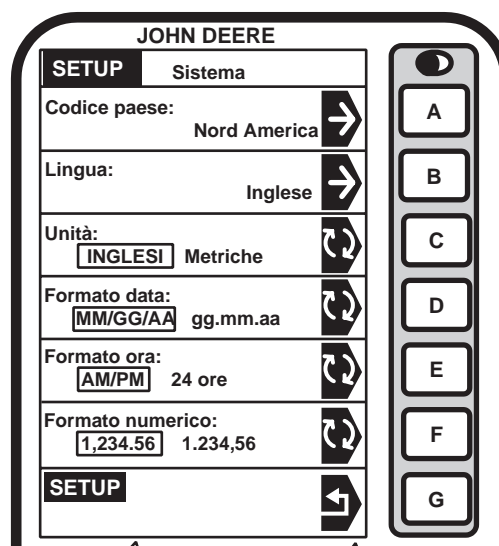 JOHN DEERE
SETUP Sistema
Codice paese:
Nord America
A
Lingua:
Inglese
B
Unità:
INGLESI Metriche
C
Formato data:
MM/GG/AA gg.mm.aa
D
Formato ora:
AM/PM 24 ore
E
Formato numerico:
1,234.56 1.234,56
F
SETUP
G